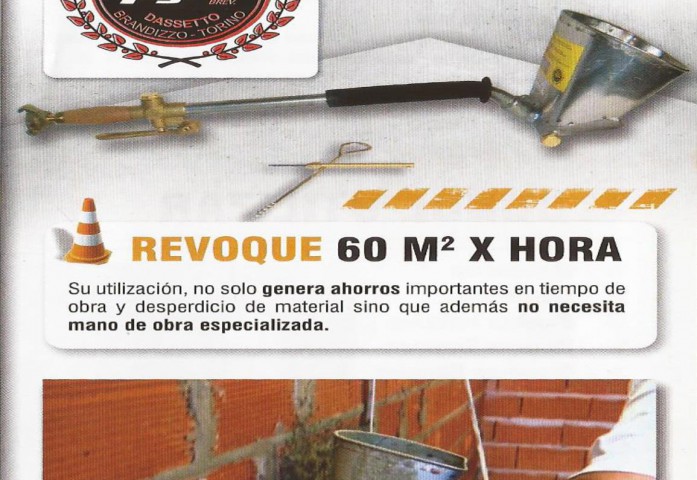 BREV.
DASSETTO
BRANDIZZO - TORINO
REVOQUE 60 M² X HORA
Su utilización, no solo genera ahorros importantes en tiempo de
obra y desperdicio de material sino que además no necesita
mano de obra especializada.